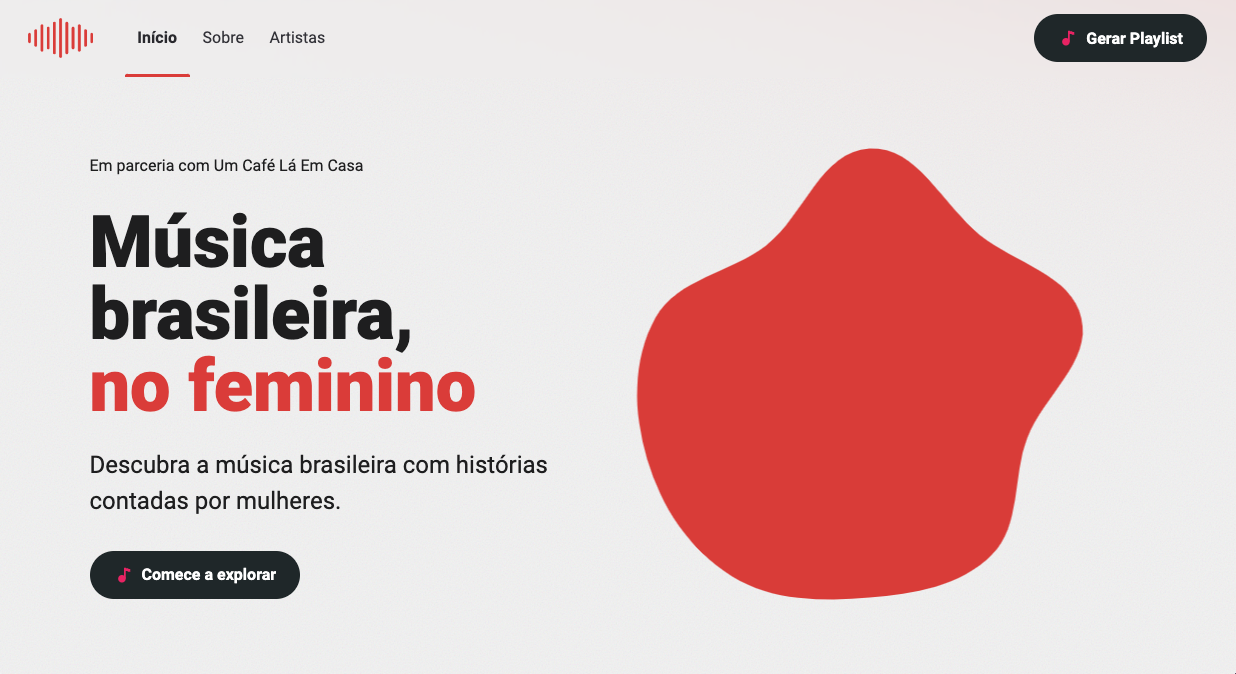 Início
Sobre
Artistas
Gerar Playlist
Em parceria com Um Café Lá Em Casa
Música
brasileira,
no feminino
Descubra a música brasileira com histórias
contadas por mulheres.
Comece a explorar